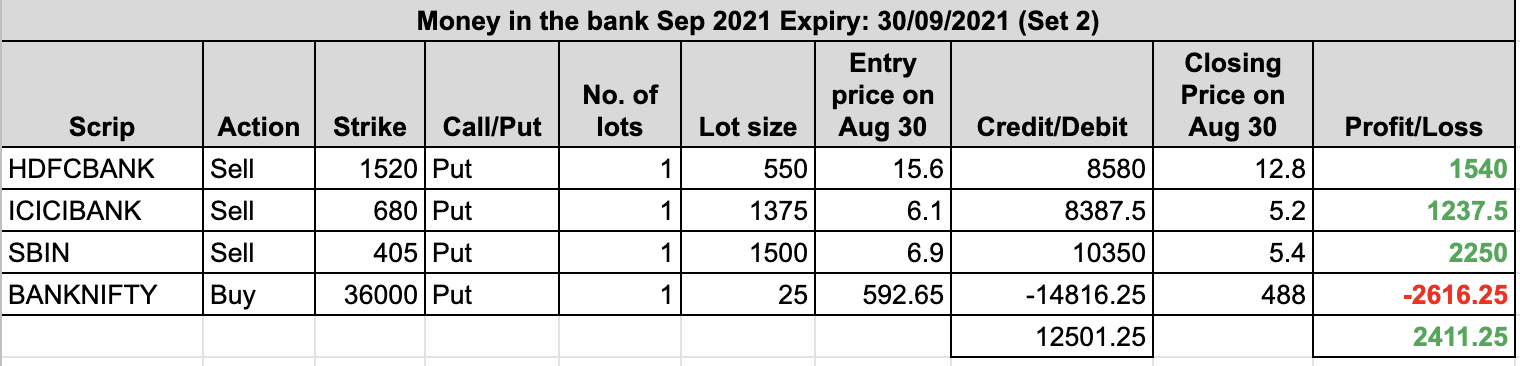 Money in the bank Sep 2021 Expiry: 30/09/2021 (Set 2)
Scrip Action Strike Call/Put No. of lots Lot size Entry price on Aug 30 Credit/Debit Closing Price on Aug 30 Profit/Loss
HDFCBANK Sell 1520 Put 1 550 15.6 8580 12.8 1540
ICICIBANK Sell 680 Put 1 1375 6.1 8387.5 5.2 1237.5
SBIN Sell 405 Put 1 1500 6.9 10350 5.4 2250
BANKNIFTY Buy 36000 Put 1 25 592.65 -14816.25 488 -2616.25
12501.25 2411.25